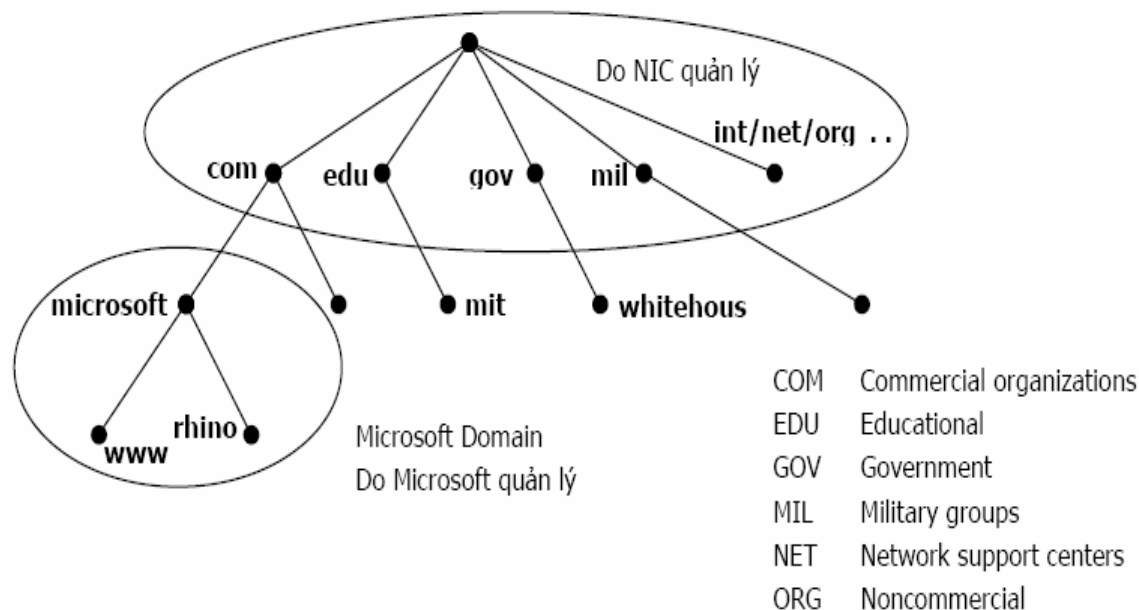 Do NIC quản lý
int/net/org . .
com edu gov mil
microsoft mit whitehous
rhino
www
Microsoft Domain
Do Microsoft quản lý
COM Commercial organizations
EDU Educational
GOV Government
MIL Military groups
NET Network support centers
ORG Noncommercial